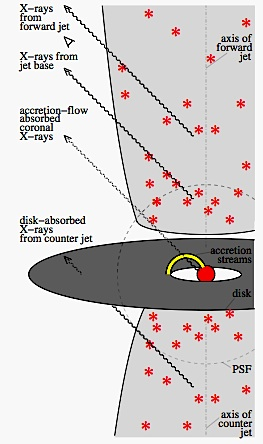 X-rays
from
forward jet
axis of
forward
jet
X-rays from
jet base
accretion-flow
absorbed
coronal
X-rays
disk-absorbed
X-rays
from counter jet
accretion
streams
disk
PSF
axis of
counter
jet